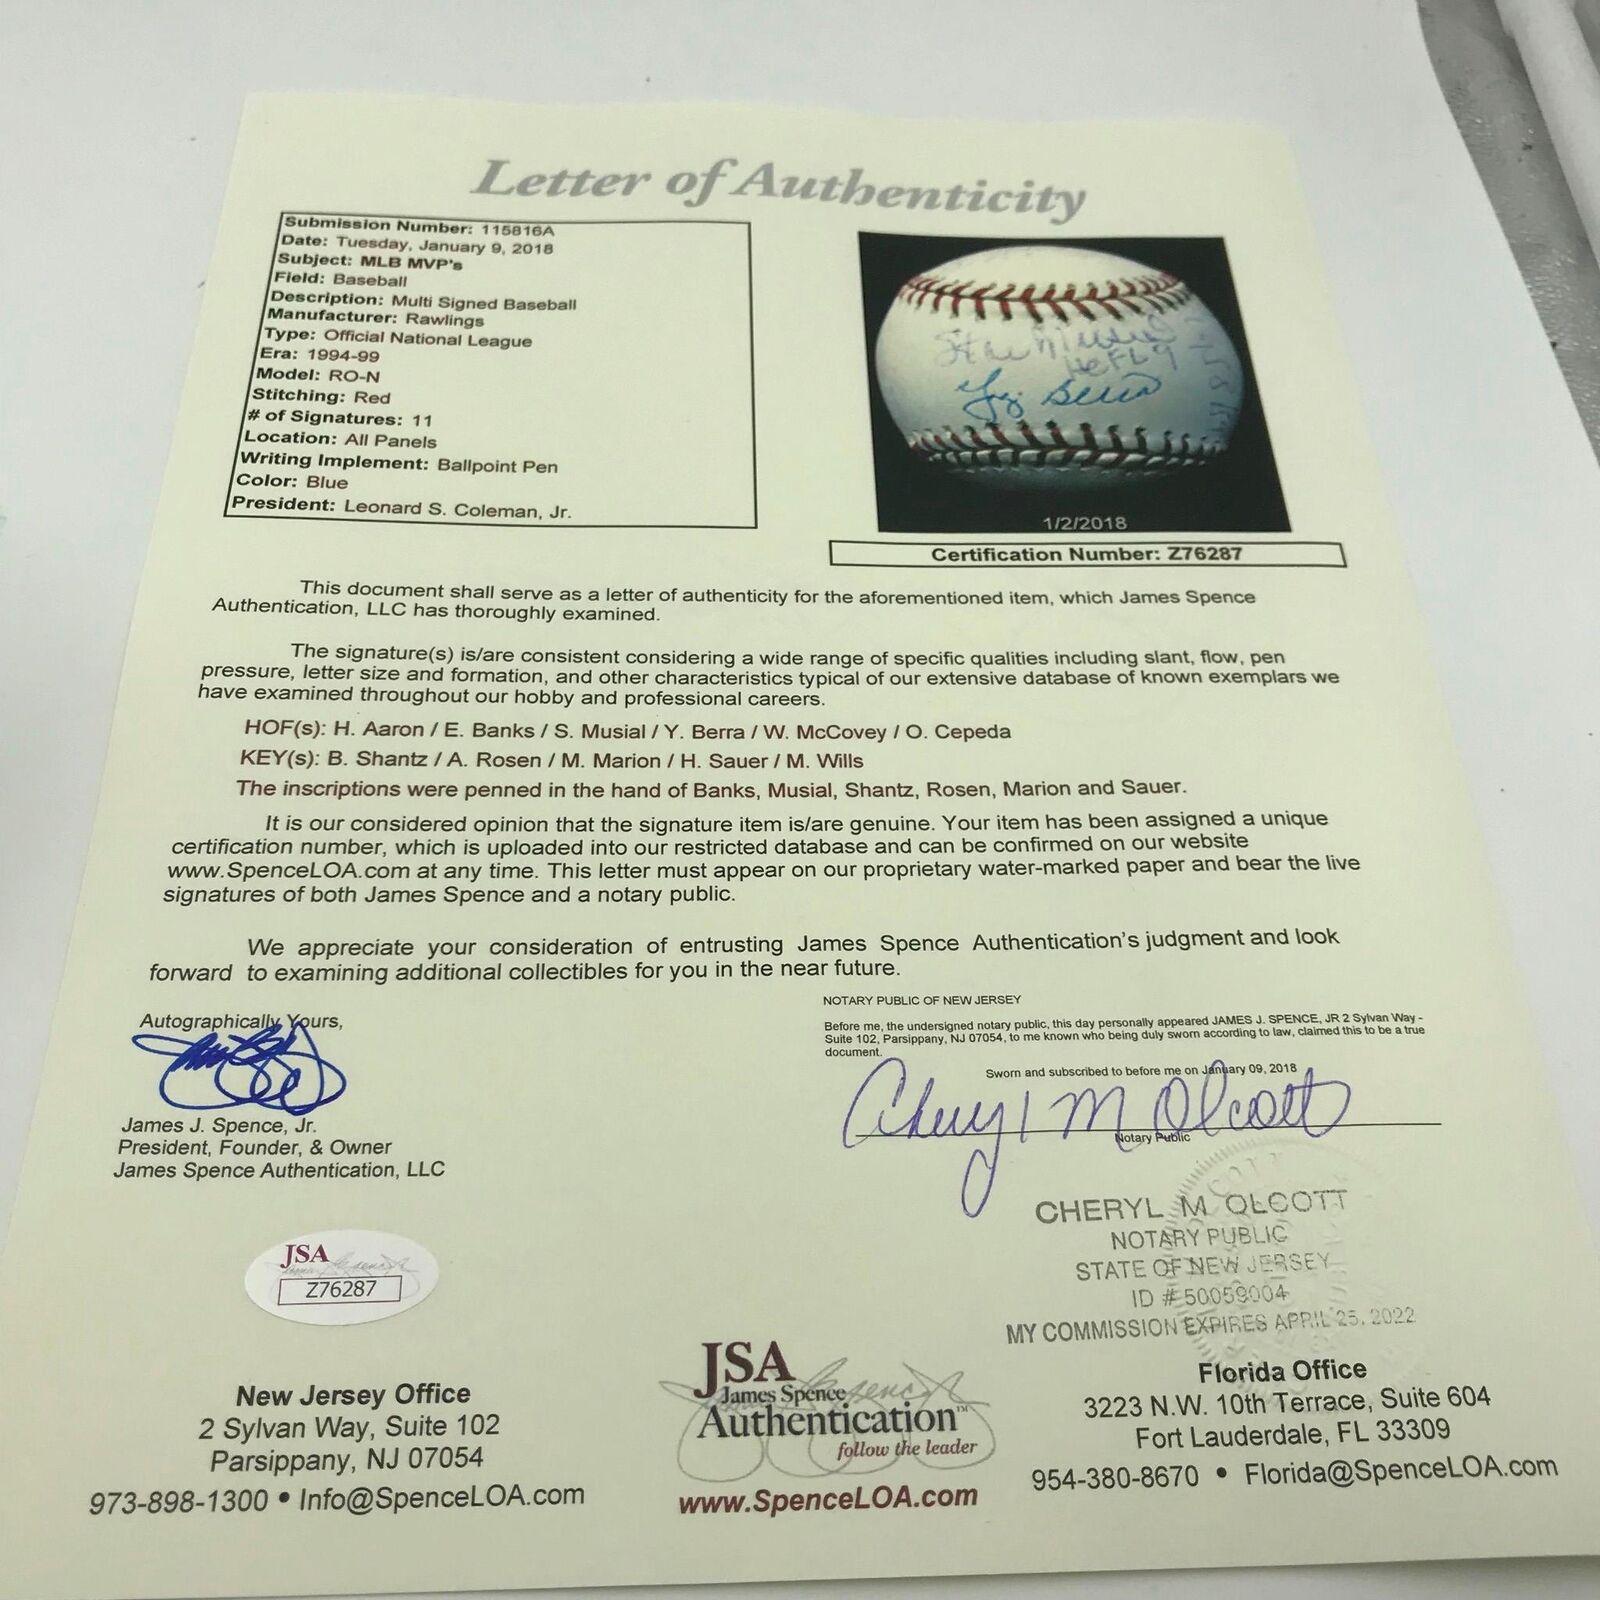 Letter of Authenticity
Submission Number: 115816A
Date: Tuesday, January 9, 2018
Subject: MLB MVP's
Field: Baseball
Description: Multi Signed Baseball
Manufacturer: Rawlings
Type: Official National League
Era: 1994-99
Model: RO-N
Stitching: Red
# of Signatures: 11
Location: All Panels
Writing Implement: Ballpoint Pen
Color: Blue
President: Leonard S. Coleman, Jr.
Stan Musial
Yogi Berra
1/2/2018
Certification Number: Z76287
This document shall serve as a letter of authenticity for the aforementioned item, which James Spence
Authentication, LLC has thoroughly examined.
The signature(s) is/are consistent considering a wide range of specific qualities including slant, flow, pen
pressure, letter size and formation, and other characteristics typical of our extensive database of known exemplars we
have examined throughout our hobby and professional careers.
HOF(s): H. Aaron / E. Banks / S. Musial / Y. Berra / W. McCovey / O. Cepeda
KEY(s): B. Shantz / A. Rosen / M. Marion / H. Sauer / M. Wills
The inscriptions were penned in the hand of Banks, Musial, Shantz, Rosen, Marion and Sauer.
It is our considered opinion that the signature item is/are genuine. Your item has been assigned a unique
certification number, which is uploaded into our restricted database and can be confirmed on our website
www.SpenceLOA.com at any time. This letter must appear on our proprietary water-marked paper and bear the live
signatures of both James Spence and a notary public.
We appreciate your consideration of entrusting James Spence Authentication's judgment and look
forward to examining additional collectibles for you in the near future.
Autographically Yours,
James J. Spence, Jr.
President, Founder, & Owner
James Spence Authentication, LLC
NOTARY PUBLIC OF NEW JERSEY
Before me, the undersigned notary public, this day personally appeared JAMES J. SPENCE, JR 2 Sylvan Way -
Suite 102, Parsippany, NJ 07054, to me known who being duly sworn according to law, claimed this to be a true
document.
Sworn and subscribed to before me on January 09, 2018
Cheryl M Olcott
Notary Public
CHERYL M OLCOTT
NOTARY PUBLIC
STATE OF NEW JERSEY
ID # 50059004
MY COMMISSION EXPIRES APRIL 25, 2022
JSA
Z76287
New Jersey Office
2 Sylvan Way, Suite 102
Parsippany, NJ 07054
973-898-1300 • Info@SpenceLOA.com
JSA
James Spence
Authentication™
follow the leader
www.SpenceLOA.com
Florida Office
3223 N.W. 10th Terrace, Suite 604
Fort Lauderdale, FL 33309
954-380-8670 • Florida@SpenceLOA.com